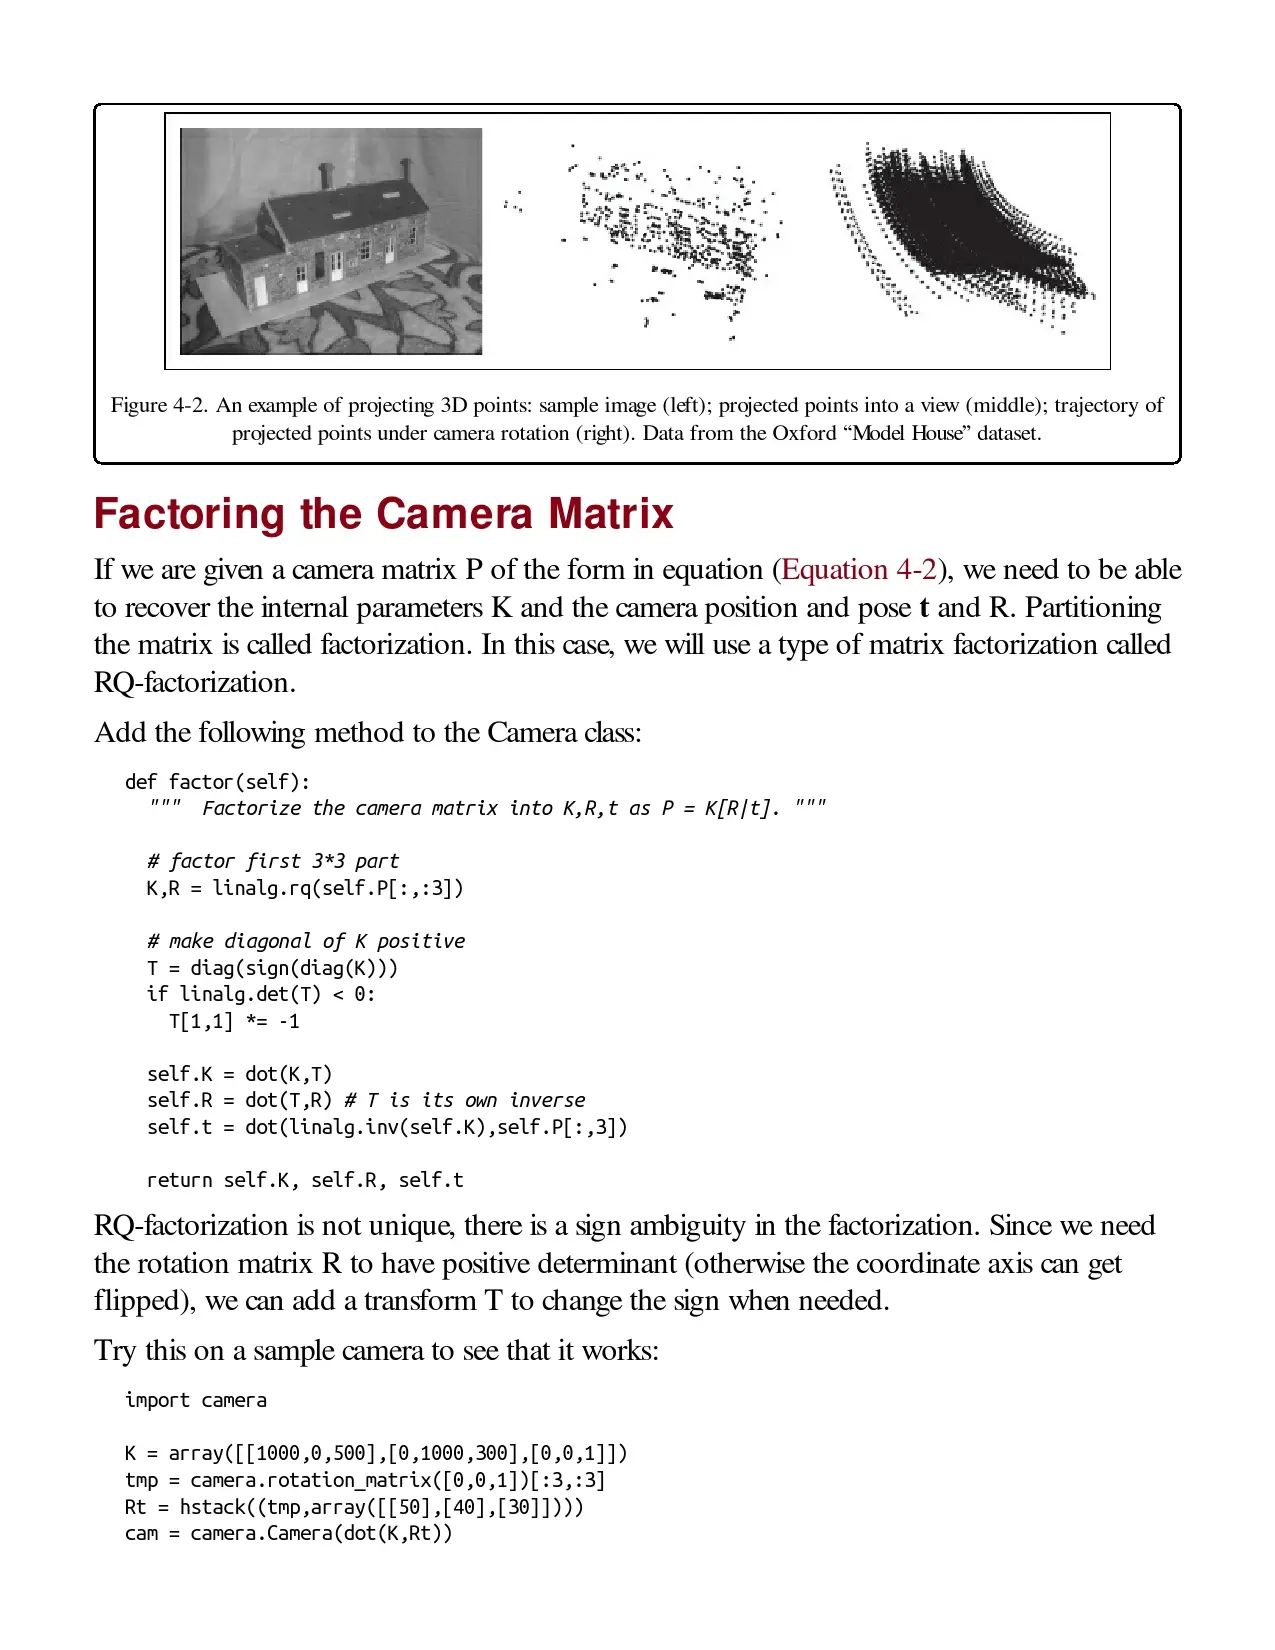 Figure 4-2. An example of projecting 3D points: sample image (left); projected points into a view (middle); trajectory of
projected points under camera rotation (right). Data from the Oxford “Model House” dataset.
Factoring the Camera Matrix
If we are given a camera matrix P of the form in equation (Equation 4-2), we need to be able
to recover the internal parameters K and the camera position and pose t and R. Partitioning
the matrix is called factorization. In this case, we will use a type of matrix factorization called
RQ-factorization.
Add the following method to the Camera class:
def factor(self):
  """  Factorize the camera matrix into K,R,t as P = K[R|t]. """
  # factor first 3*3 part
  K,R = linalg.rq(self.P[:,:3])
  # make diagonal of K positive
  T = diag(sign(diag(K)))
  if linalg.det(T) < 0:
    T[1,1] *= -1
  self.K = dot(K,T)
  self.R = dot(T,R) # T is its own inverse
  self.t = dot(linalg.inv(self.K),self.P[:,3])
  return self.K, self.R, self.t
RQ-factorization is not unique, there is a sign ambiguity in the factorization. Since we need
the rotation matrix R to have positive determinant (otherwise the coordinate axis can get
flipped), we can add a transform T to change the sign when needed.
Try this on a sample camera to see that it works:
import camera
K = array([[1000,0,500],[0,1000,300],[0,0,1]])
tmp = camera.rotation_matrix([0,0,1])[:3,:3]
Rt = hstack((tmp,array([[50],[40],[30]])))
cam = camera.Camera(dot(K,Rt))